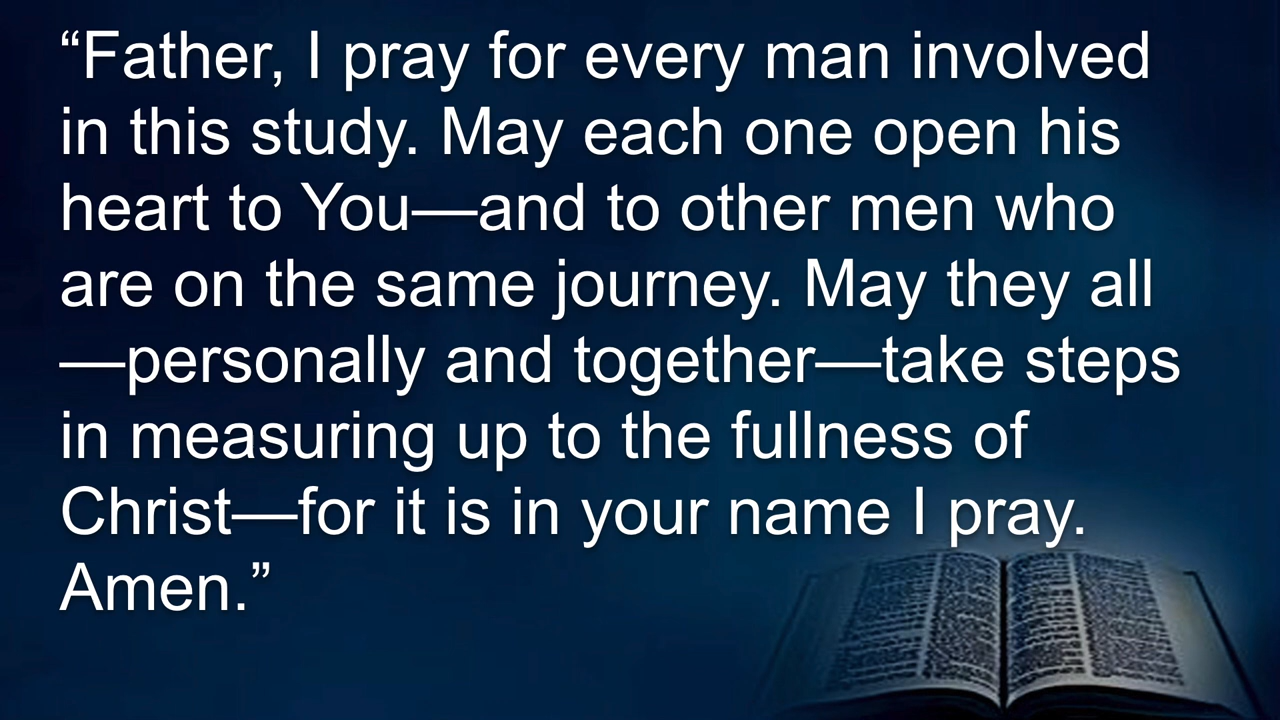 “Father, I pray for every man involved
in this study. May each one open his
heart to You—and to other men who
are on the same journey. May they all
—personally and together—take steps
in measuring up to the fullness of
Christ—for it is in your name I pray.
Amen.”